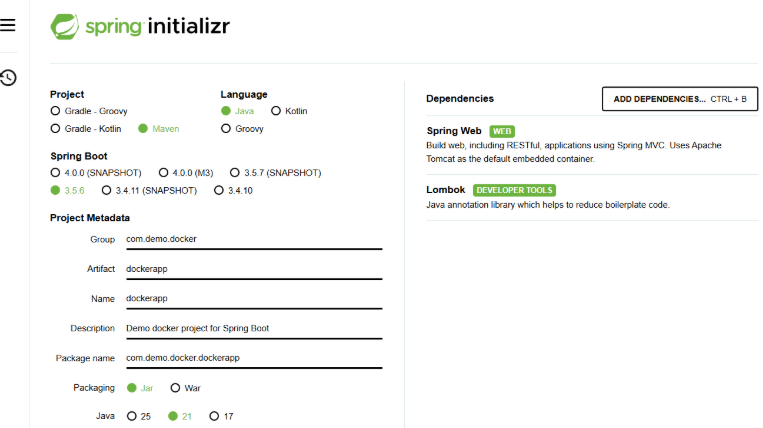 spring initializr
Project
Gradle - Groovy
Gradle - Kotlin Maven
Language
Java Kotlin
Groovy
Spring Boot
4.0.0 (SNAPSHOT) 4.0.0 (M3) 3.5.7 (SNAPSHOT)
3.5.6 3.4.11 (SNAPSHOT) 3.4.10
Project Metadata
Group com.demo.docker
Artifact dockerapp
Name dockerapp
Description Demo docker project for Spring Boot
Package name com.demo.docker.dockerapp
Packaging Jar War
Java 25 21 17
Dependencies ADD DEPENDENCIES... CTRL + B
Spring Web WEB
Build web, including RESTful, applications using Spring MVC. Uses Apache
Tomcat as the default embedded container.
Lombok DEVELOPER TOOLS
Java annotation library which helps to reduce boilerplate code.